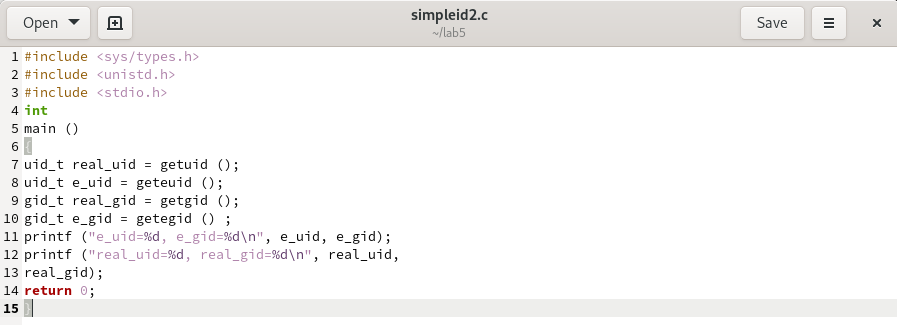 Open
simpleid2.c
~/lab5
Save
1 #include <sys/types.h>
2 #include <unistd.h>
3 #include <stdio.h>
4 int
5 main ()
6 {
7 uid_t real_uid = getuid ();
8 uid_t e_uid = geteuid ();
9 gid_t real_gid = getgid ();
10 gid_t e_gid = getegid () ;
11 printf ("e_uid=%d, e_gid=%d\n", e_uid, e_gid);
12 printf ("real_uid=%d, real_gid=%d\n", real_uid,
13 real_gid);
14 return 0;
15 }